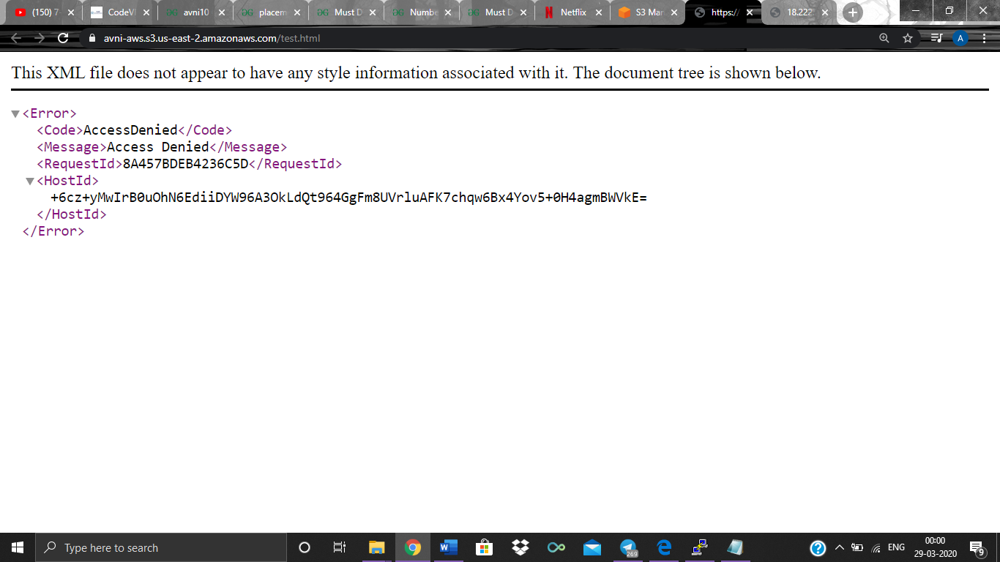 (150) 7- CodeVi avni10 placem Must D Numbe Must D Netflix S3 Man https:// 18.222.
avni-aws.s3.us-east-2.amazonaws.com/test.html A
This XML file does not appear to have any style information associated with it. The document tree is shown below.
<Error>
<Code>AccessDenied</Code>
<Message>Access Denied</Message>
<RequestId>8A457BDEB4236C5D</RequestId>
<HostId>
+6cz+yMwIrB0uOhN6EdiiDYW96A3OkLdQt964GgFm8UVrluAFK7chqw6Bx4Yov5+0H4agmBWVkE=
</HostId>
</Error>
Type here to search
269
ENG
00:00
29-03-2020
9